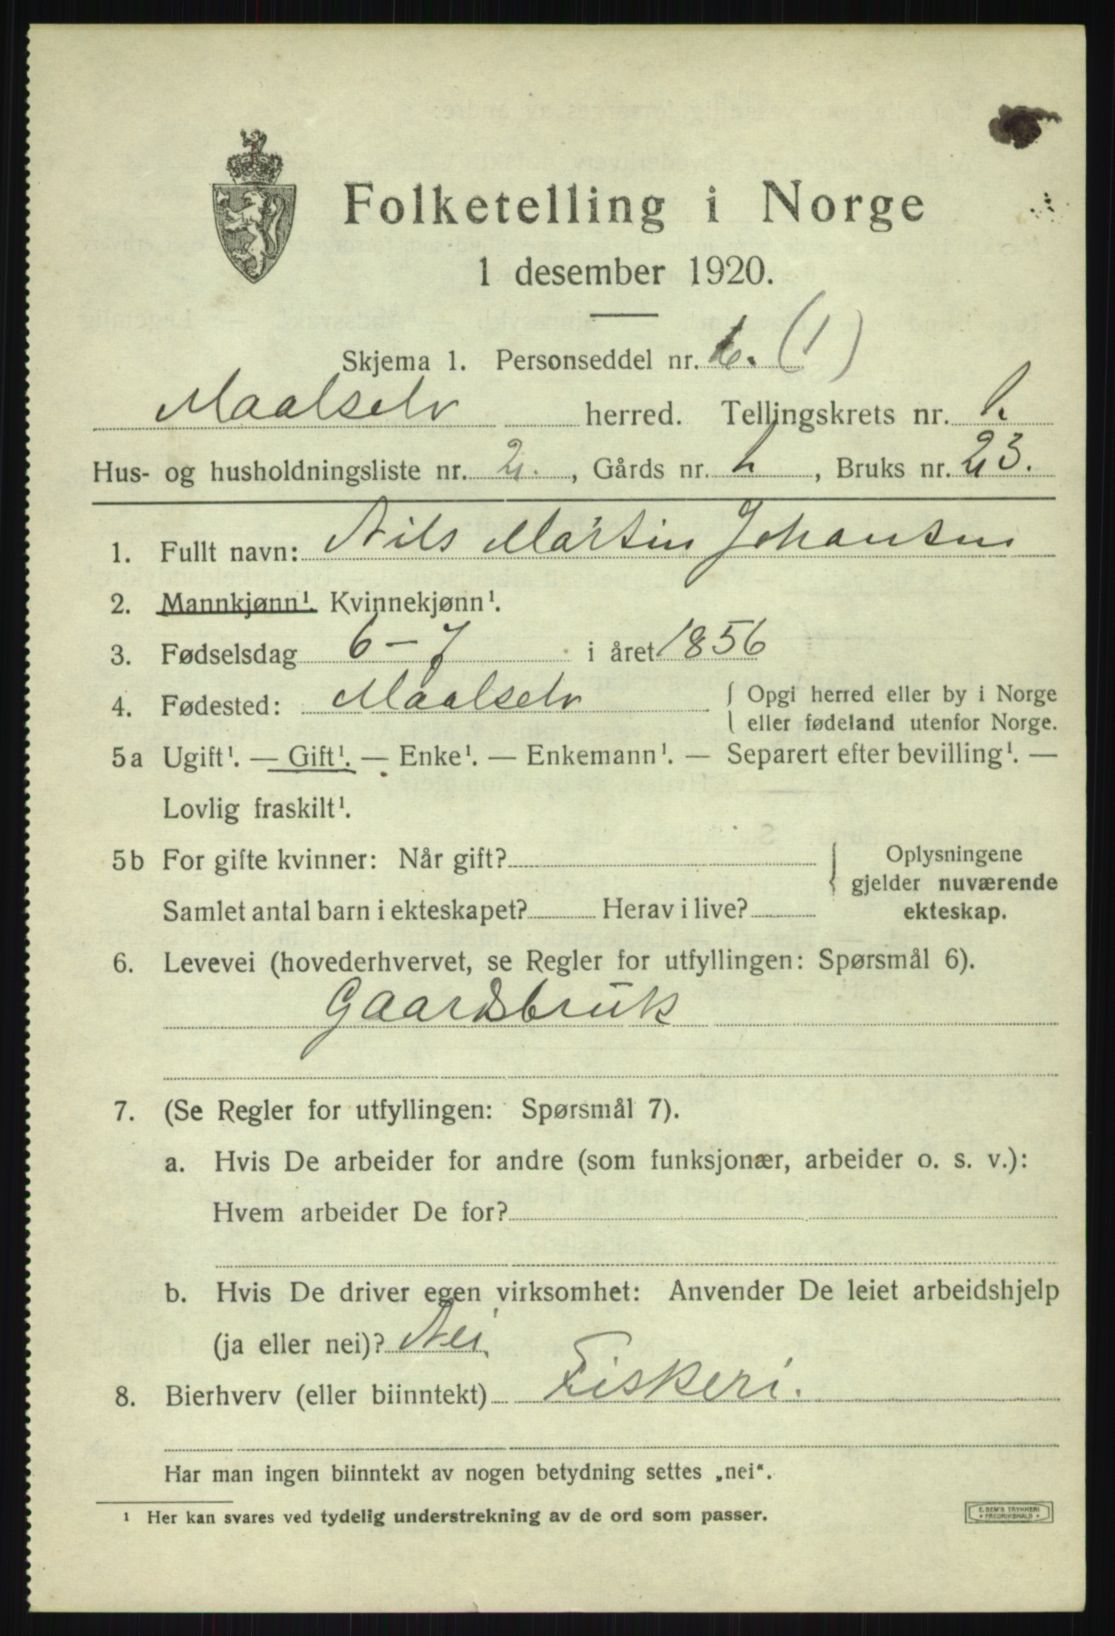 Folketelling i Norge
1 desember 1920.
Skjema 1. Personseddel nr. (1)
Maalselv herred. Tellingskrets nr.
Hus- og husholdningsliste nr. 2. , Gårds nr. , Bruks nr. 23.
1. Fullt navn: Nils Martin Johansen
2. Mannkjønn¹. Kvinnekjønn¹.
3. Fødselsdag 6-7 i året 1856
4. Fødested: Maalselv { Opgi herred eller by i Norge
eller fødeland utenfor Norge.
5a Ugift¹. — Gift¹. — Enke¹. — Enkemann¹. — Separert efter bevilling¹. —
Lovlig fraskilt¹.
5b For gifte kvinner: Når gift? { Oplysningene
gjelder nuværende
Samlet antal barn i ekteskapet? Herav i live? ekteskap.
6. Levevei (hovederhvervet, se Regler for utfyllingen: Spørsmål 6).
Gaardsbruk
7. (Se Regler for utfyllingen: Spørsmål 7).
a. Hvis De arbeider for andre (som funksjonær, arbeider o. s. v.):
Hvem arbeider De for?
b. Hvis De driver egen virksomhet: Anvender De leiet arbeidshjelp
(ja eller nei)? Nei
8. Bierhverv (eller biinntekt) Fiskeri.
Har man ingen biinntekt av nogen betydning settes „nei“.
¹ Her kan svares ved tydelig understrekning av de ord som passer.
E. SEM'S TRYKKERI
• FREDRIKSHALD •